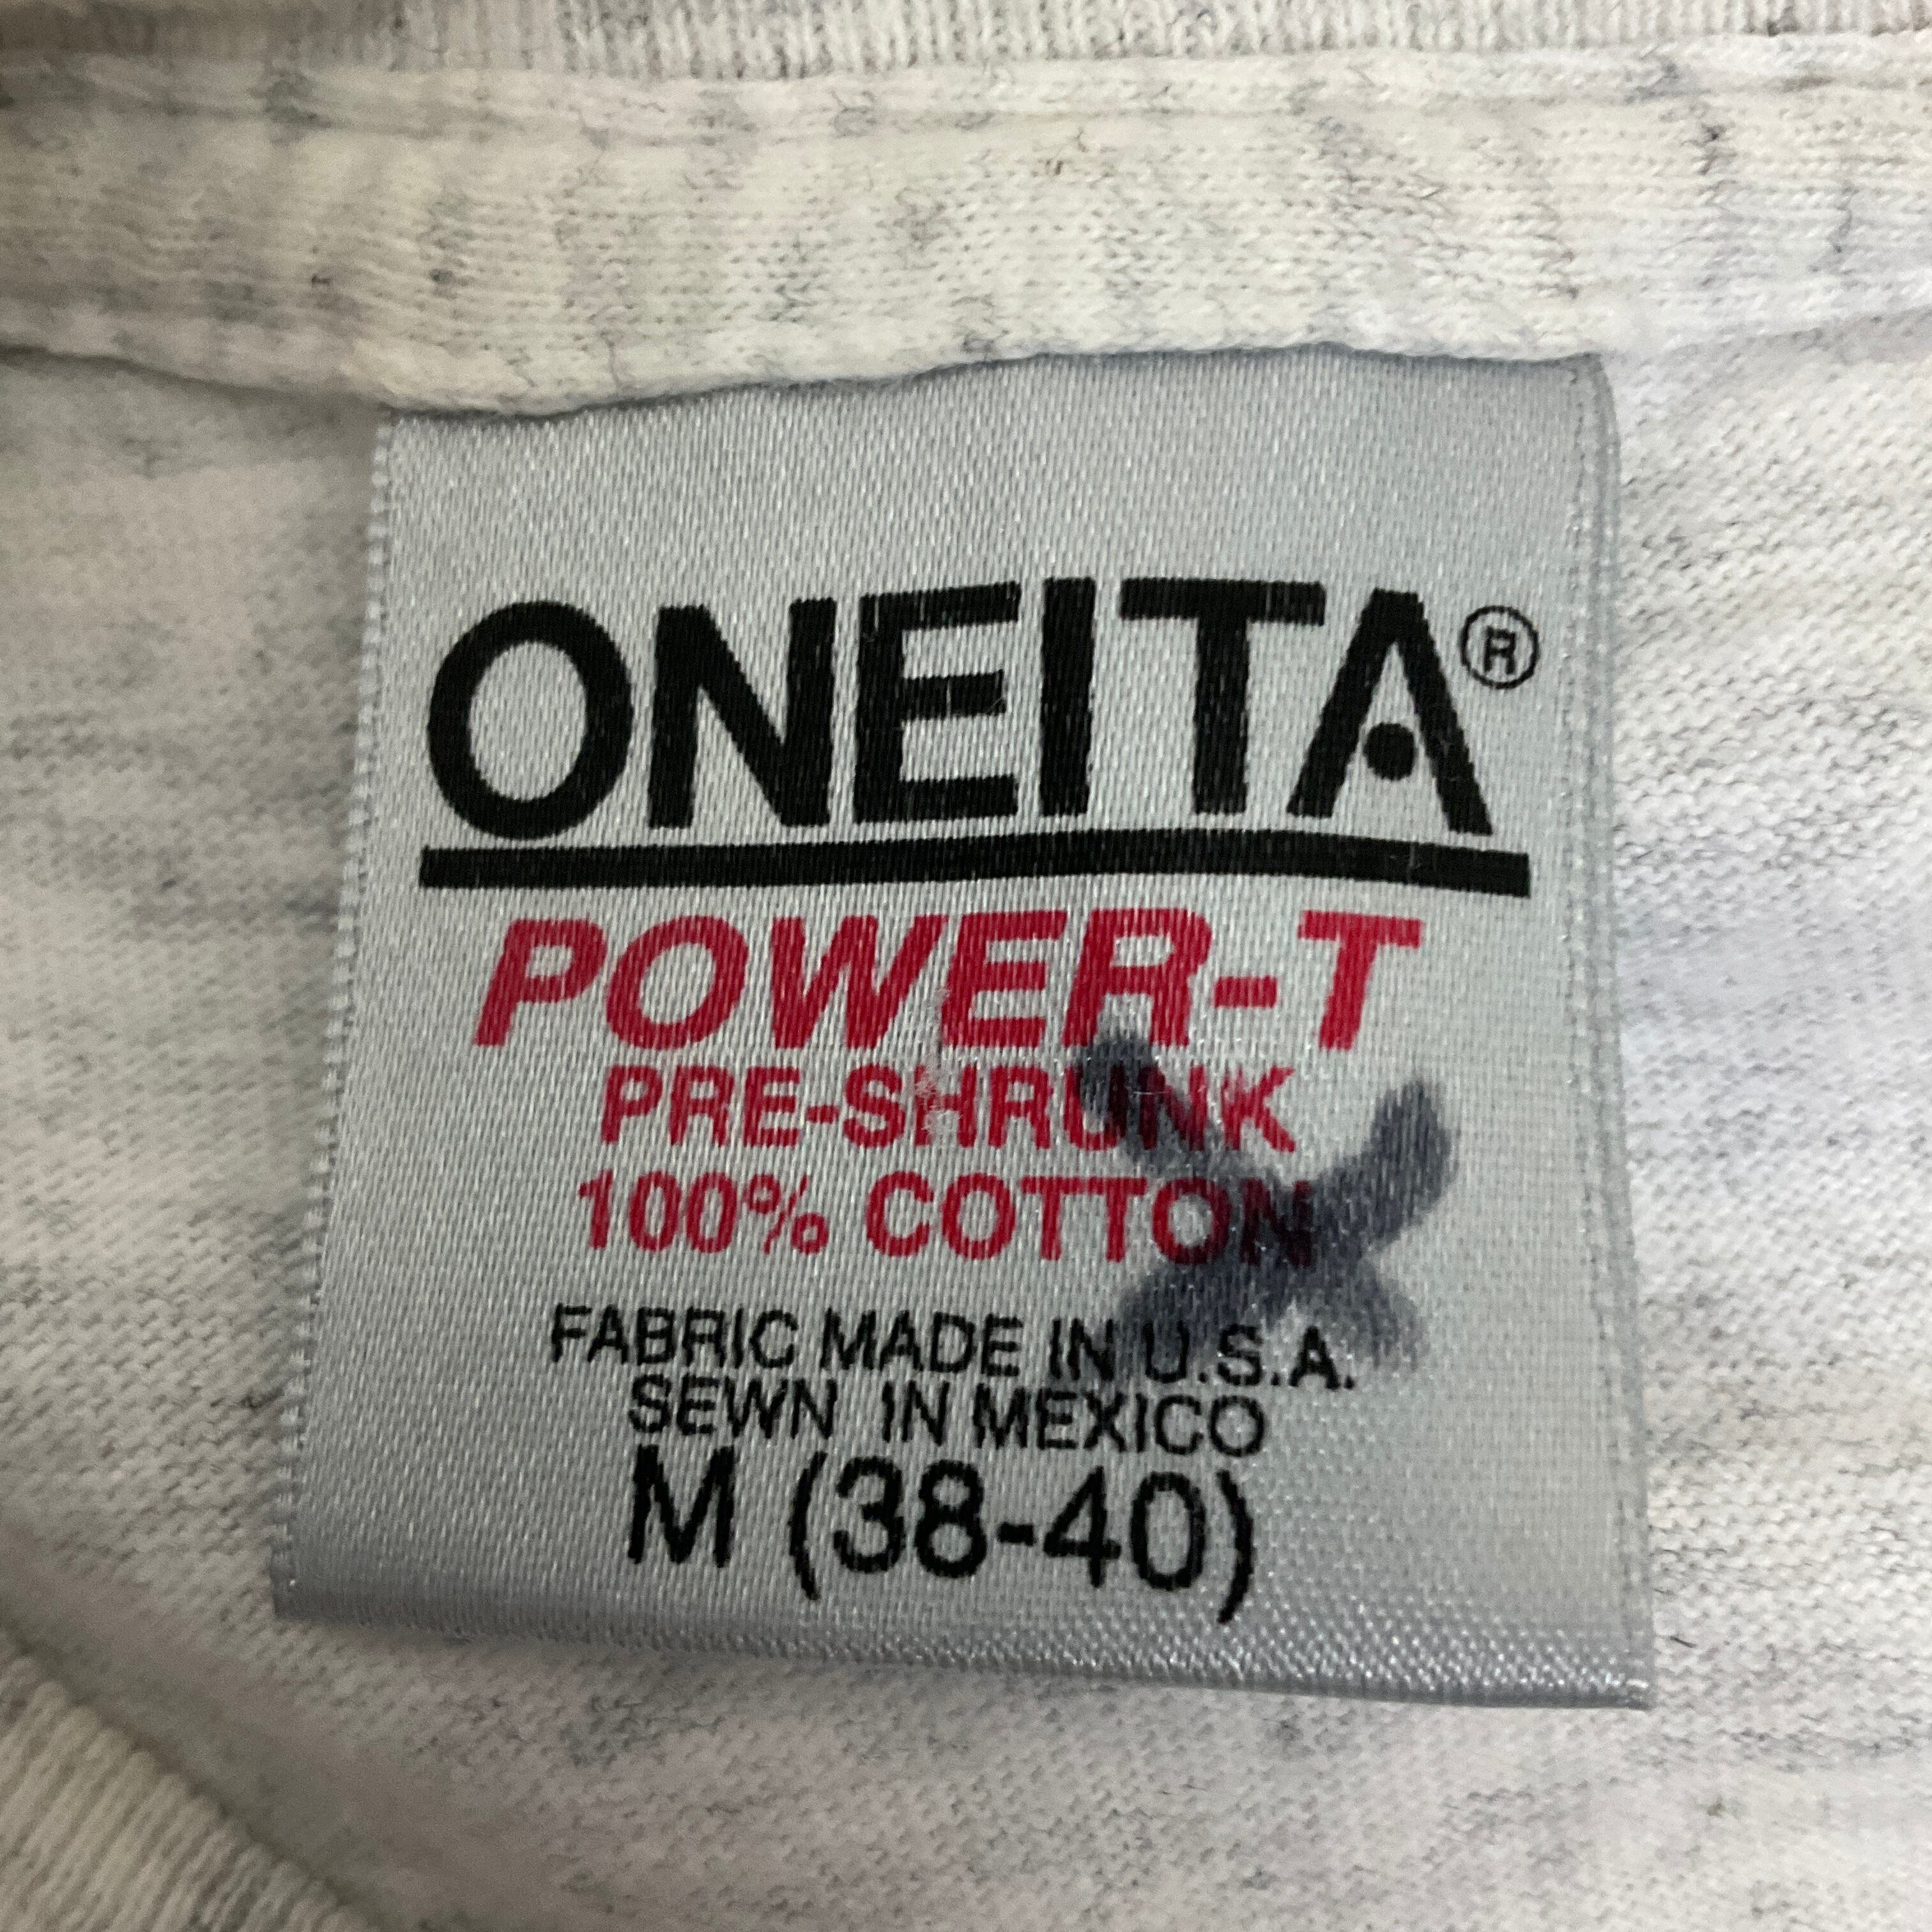 ONEITA®
POWER-T
PRE-SHRUNK
100% COTTON
FABRIC MADE IN U.S.A.
SEWN IN MEXICO
M (38-40)